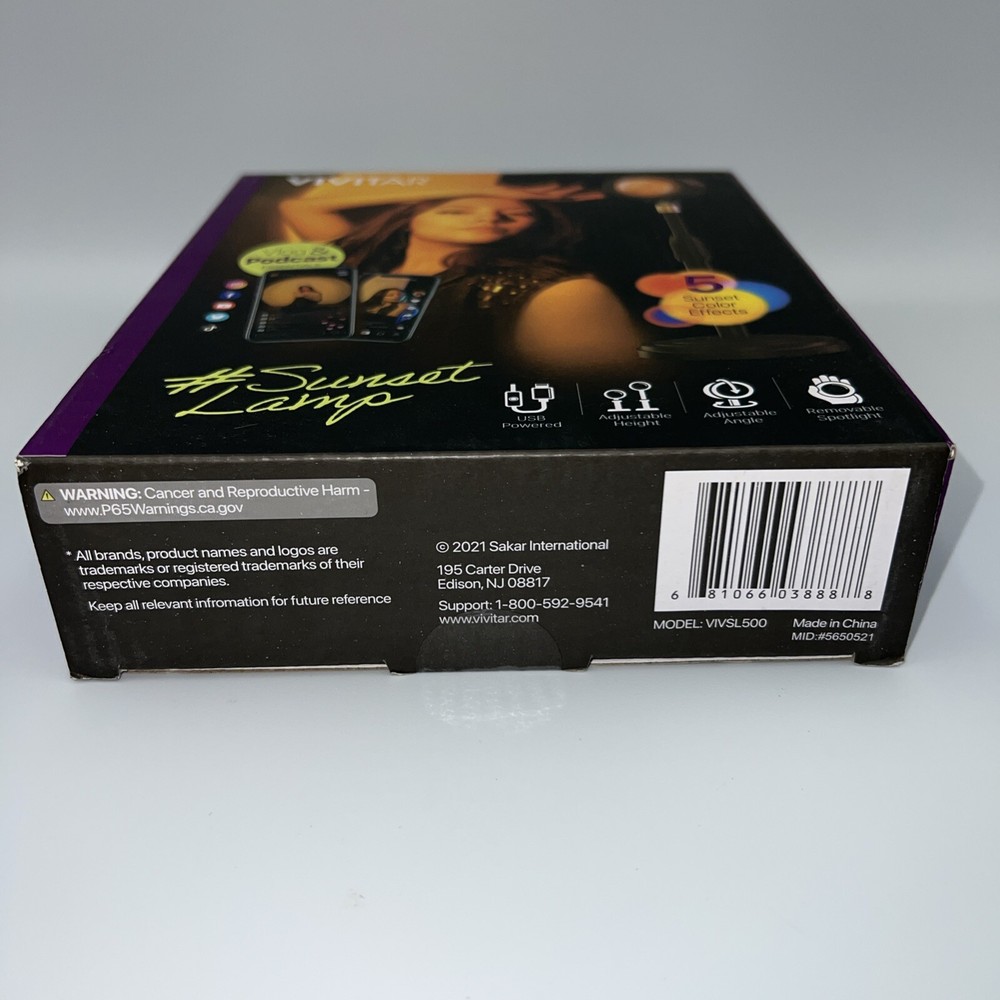 VIVITAR
Vlog &
Podcast
5
Sunset
Color
Effects
#Sunset
Lamp
USB
Powered
Adjustable
Height
Adjustable
Angle
Removable
Spotlight
WARNING: Cancer and Reproductive Harm -
www.P65Warnings.ca.gov
* All brands, product names and logos are
trademarks or registered trademarks of their
respective companies.
Keep all relevant infromation for future reference
© 2021 Sakar International
195 Carter Drive
Edison, NJ 08817
Support: 1-800-592-9541
www.vivitar.com
6 81066 03888 8
MODEL: VIVSL500
Made in China
MID:#5650521